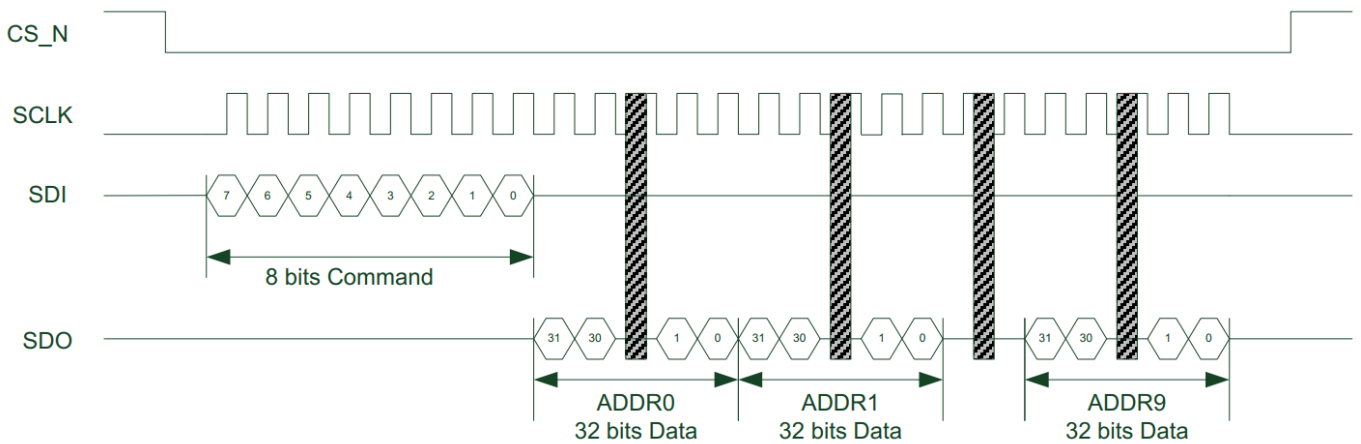 CS_N
SCLK
SDI
7 6 5 4 3 2 1 0
8 bits Command
SDO
31 30 1 0 31 30 1 0 31 30 1 0
ADDR0 ADDR1 ADDR9
32 bits Data 32 bits Data 32 bits Data